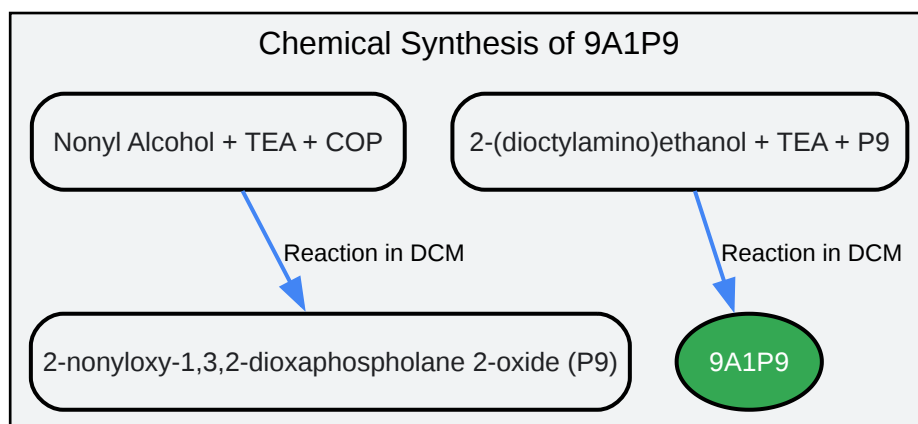 Chemical Synthesis of 9A1P9
Nonyl Alcohol + TEA + COP
2-(dioctylamino)ethanol + TEA + P9
Reaction in DCM
Reaction in DCM
2-nonyloxy-1,3,2-dioxaphospholane 2-oxide (P9)
9A1P9